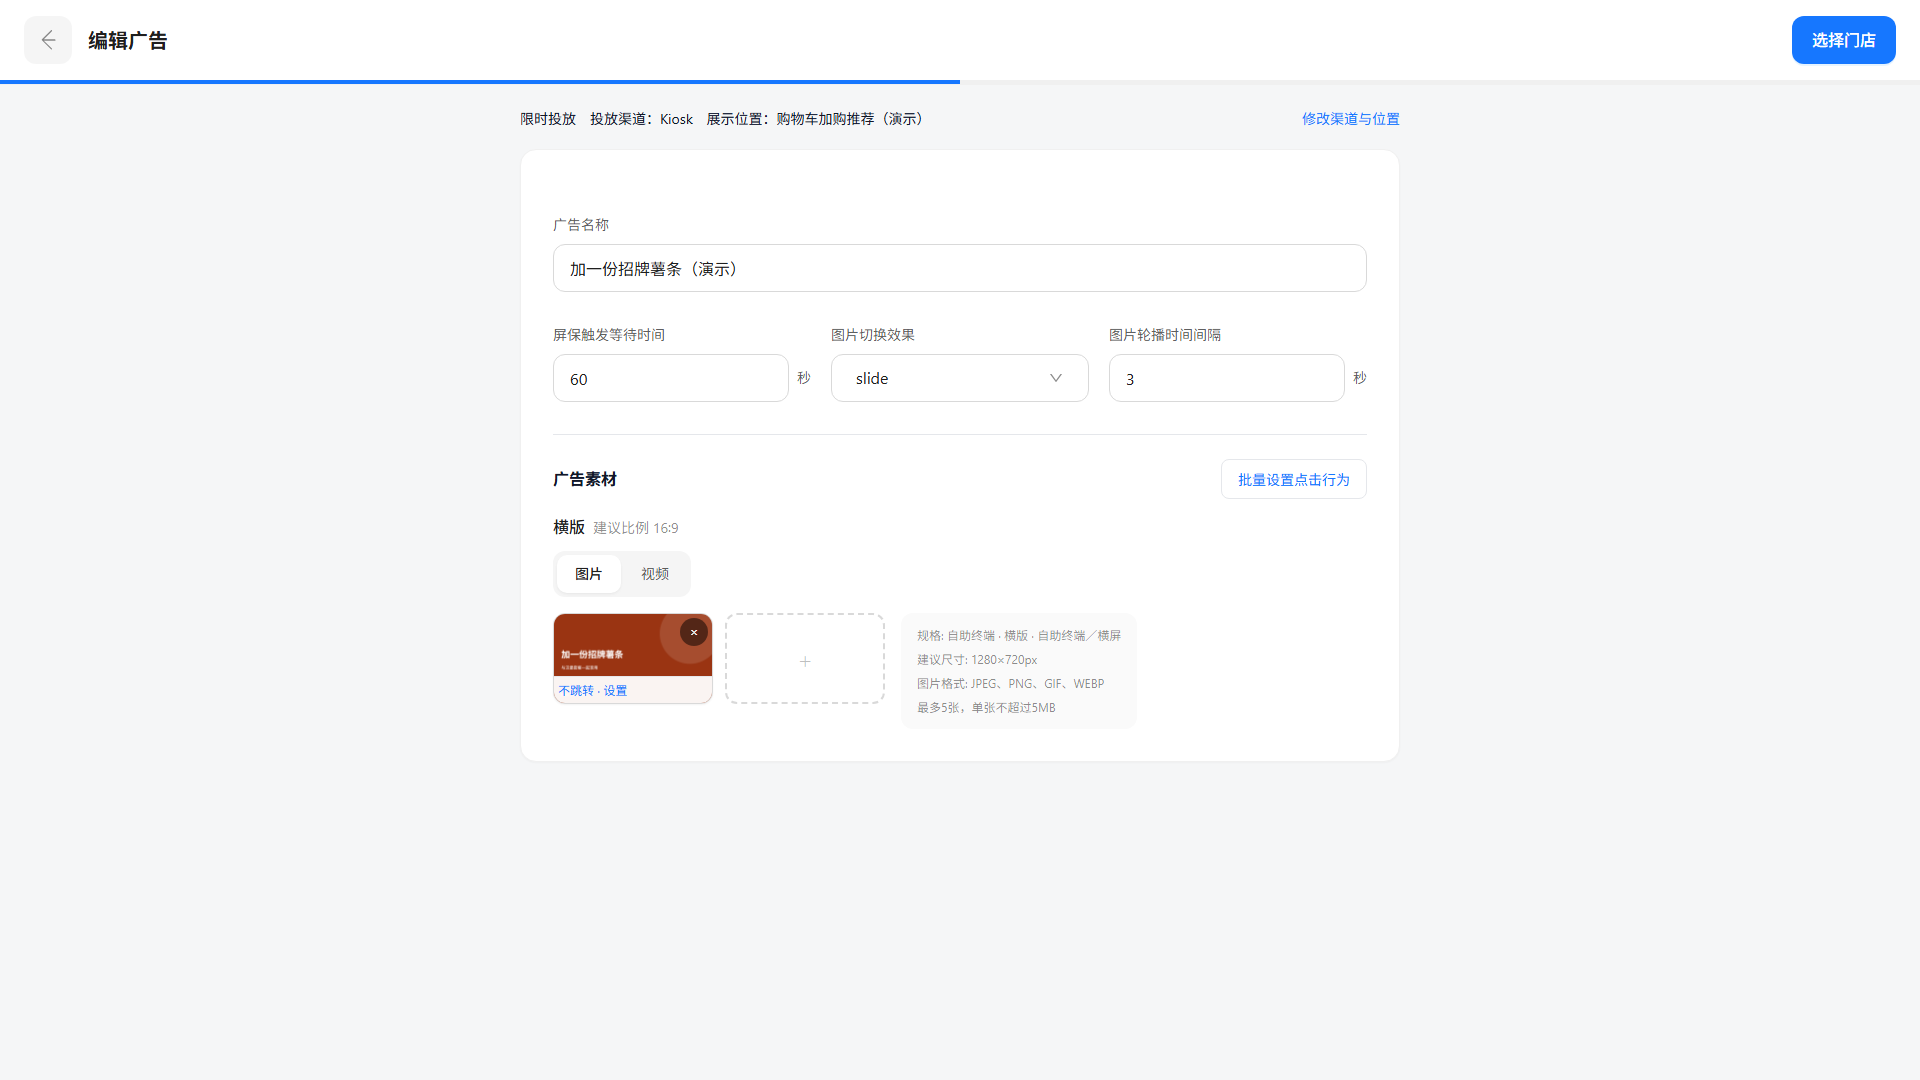 编辑广告
选择门店
限时投放 投放渠道：Kiosk 展示位置：购物车加购推荐（演示）
修改渠道与位置
广告名称
加一份招牌薯条（演示）
屏保触发等待时间
图片切换效果
图片轮播时间间隔
60 秒
slide
3 秒
广告素材
批量设置点击行为
横版 建议比例 16:9
图片 视频
加一份招牌薯条
不跳转 · 设置
规格: 自助终端 · 横版 · 自助终端／横屏
建议尺寸: 1280×720px
图片格式: JPEG、PNG、GIF、WEBP
最多5张，单张不超过5MB